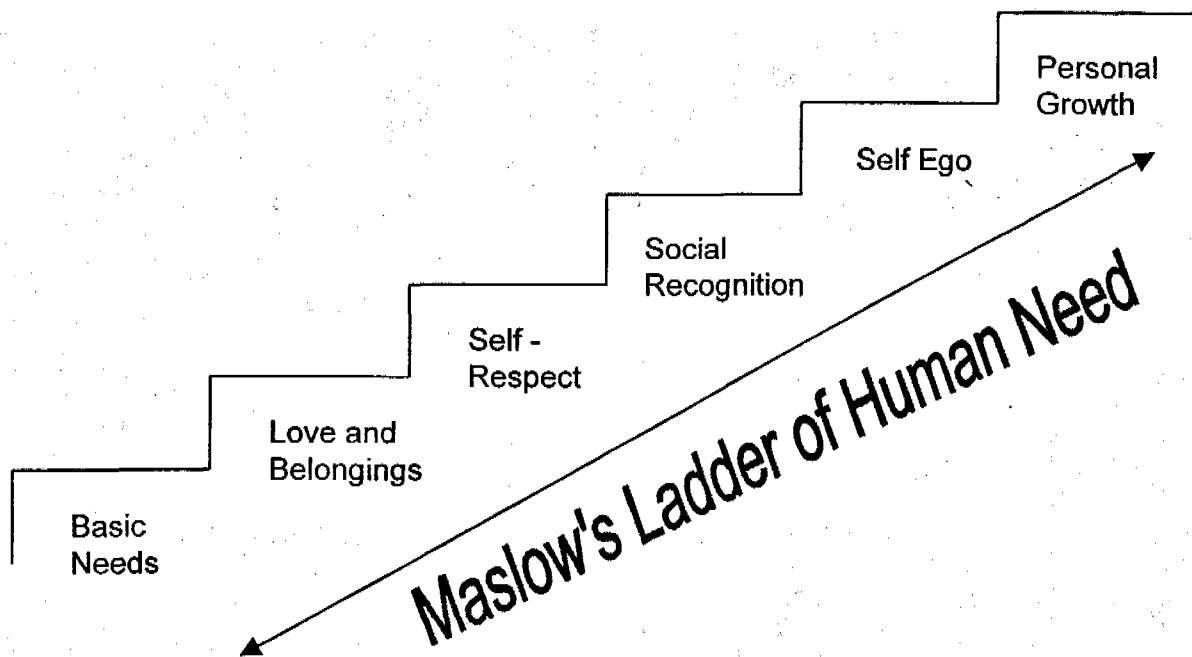 Personal
Growth
Self Ego
Social
Recognition
Self -
Respect
Love and
Belongings
Basic
Needs
Maslow's Ladder of Human Need